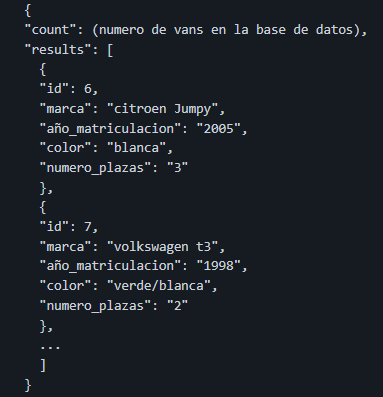 {
"count": (numero de vans en la base de datos),
"results": [
{
"id": 6,
"marca": "citroen Jumpy",
"año_matriculacion": "2005",
"color": "blanca",
"numero_plazas": "3"
},
{
"id": 7,
"marca": "volkswagen t3",
"año_matriculacion": "1998",
"color": "verde/blanca",
"numero_plazas": "2"
},
...
]
}